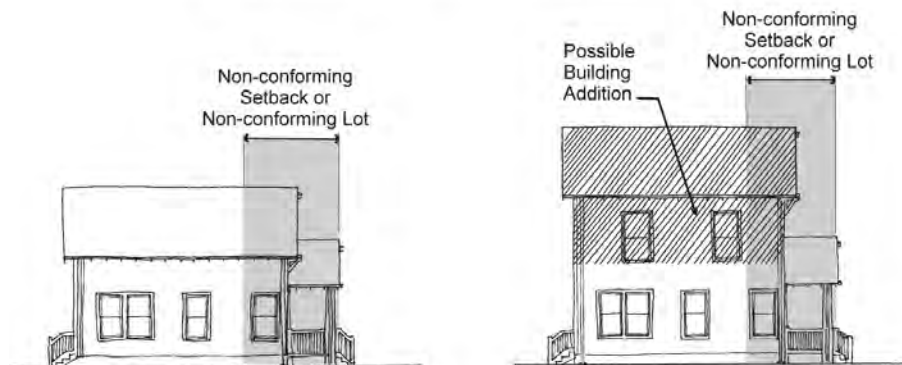 Non-conforming
Setback or
Non-conforming Lot
Possible
Building
Addition
Non-conforming
Setback or
Non-conforming Lot